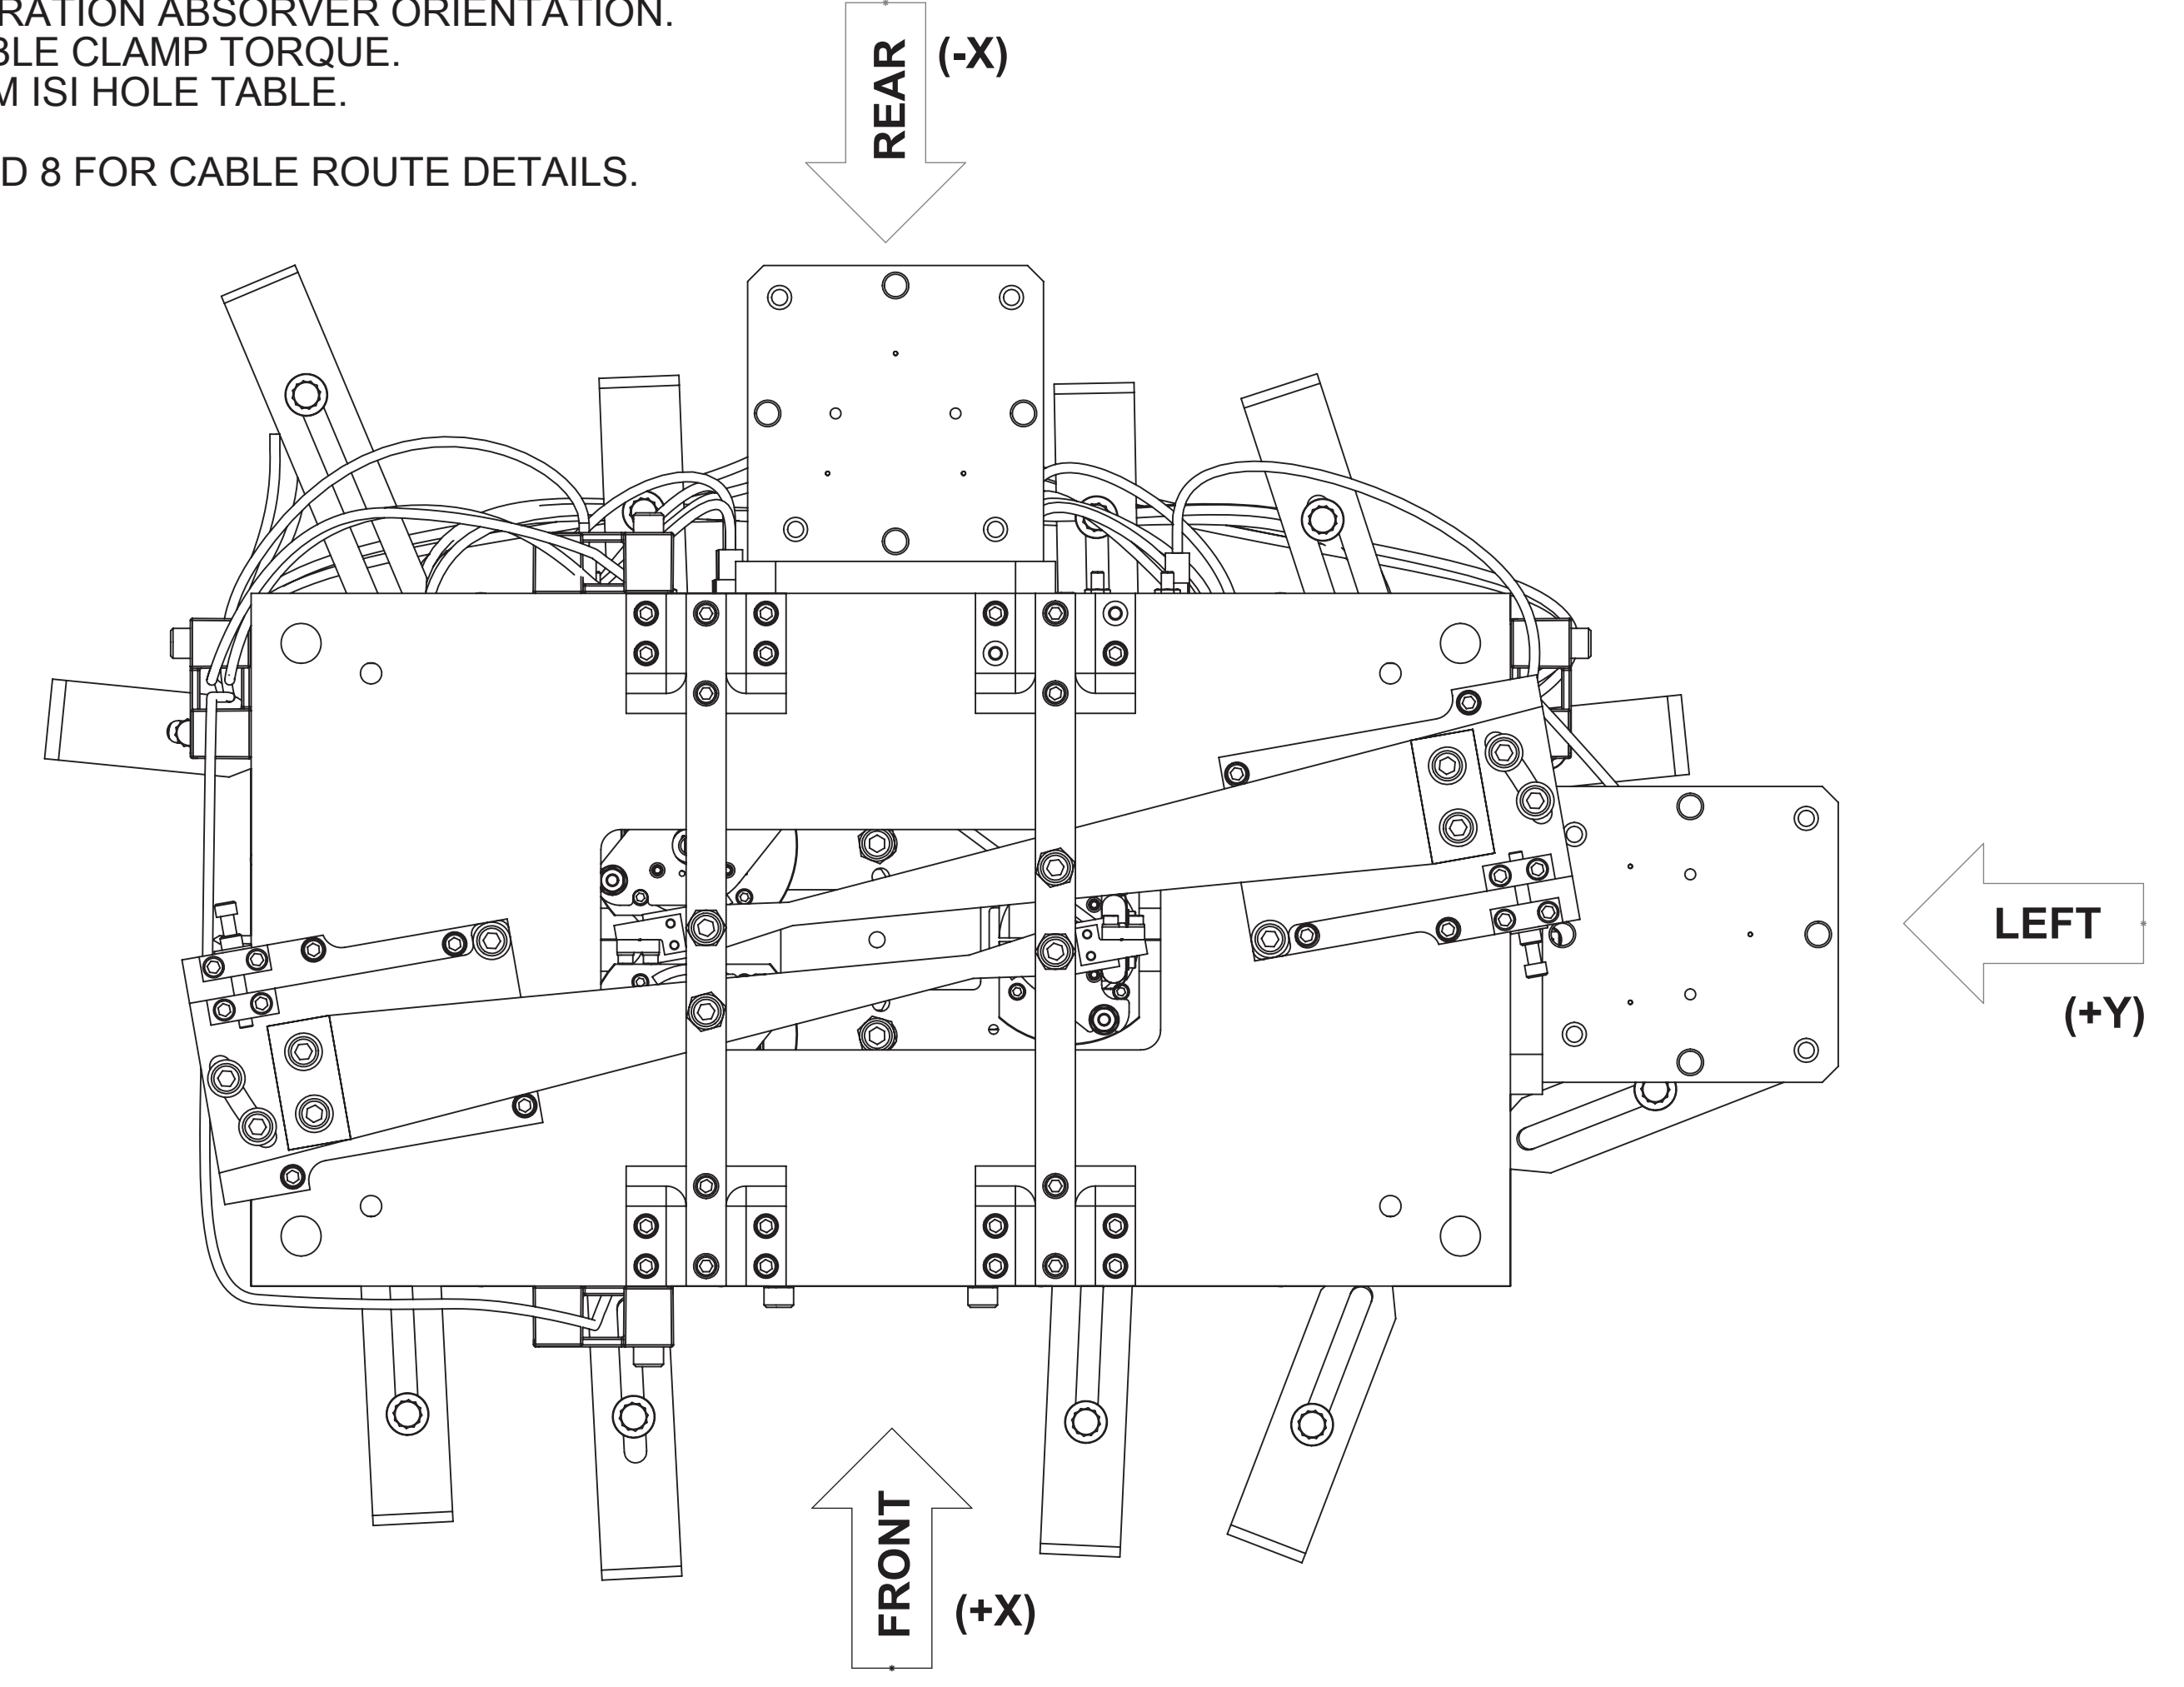 RATION ABSORVER ORIENTATION.
BLE CLAMP TORQUE.
M ISI HOLE TABLE.
D 8 FOR CABLE ROUTE DETAILS.
REAR
(-X)
LEFT
(+Y)
FRONT
(+X)